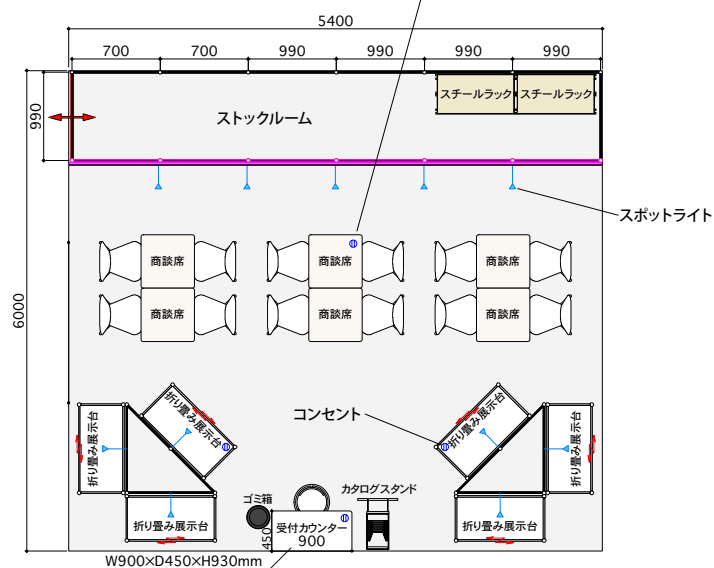 5400
700
700
990
990
990
990
990
スチールラック
スチールラック
ストックルーム
スポットライト
6000
商談席
商談席
商談席
商談席
商談席
商談席
折り畳み展示台
折り畳み展示台
コンセント
折り畳み展示台
折り畳み展示台
折り畳み展示台
折り畳み展示台
ゴミ箱
カタログスタンド
450
受付カウンター
900
W900×D450×H930mm